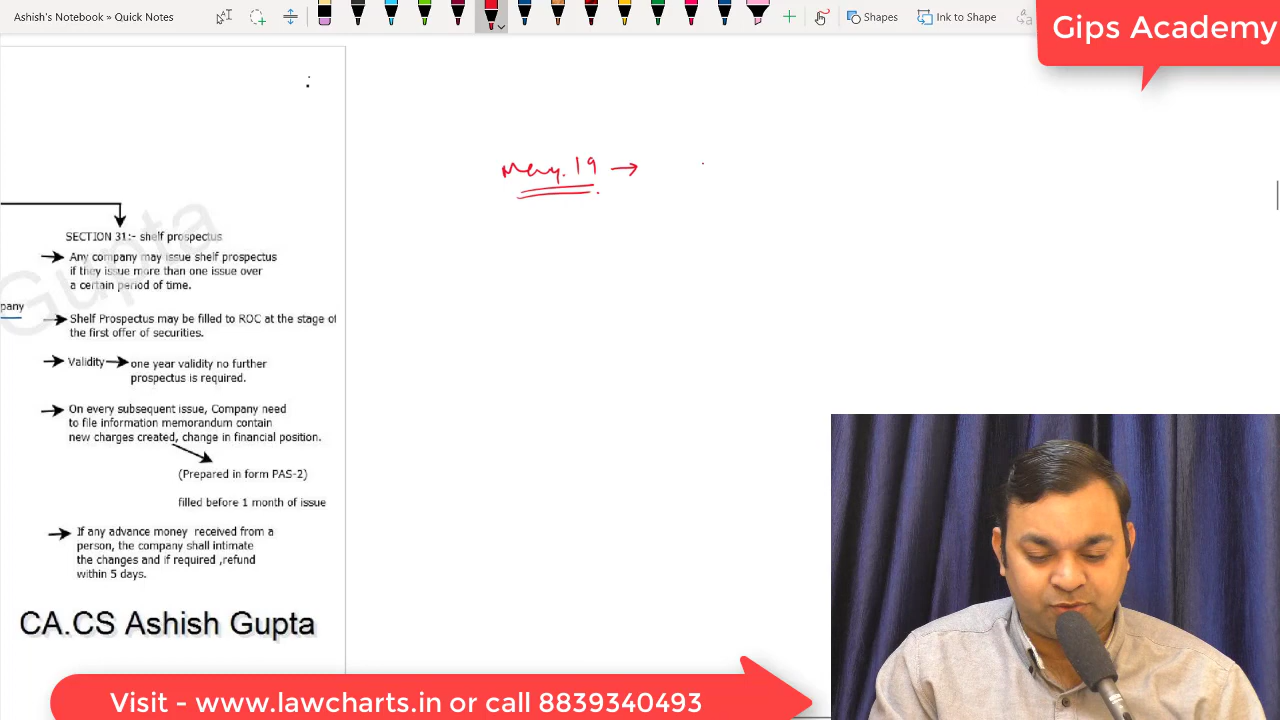 Ashish's Notebook » Quick Notes
Shapes
Ink to Shape
Gips Academy
May. 19 →
Gupta
SECTION 31:- shelf prospectus
Any company may issue shelf prospectus
if they issue more than one issue over
a certain period of time.
pany
Shelf Prospectus may be filled to ROC at the stage of
the first offer of securities.
Validity
one year validity no further
prospectus is required.
On every subsequent issue, Company need
to file information memorandum contain
new charges created, change in financial position.
(Prepared in form PAS-2)
filled before 1 month of issue
If any advance money received from a
person, the company shall intimate
the changes and if required ,refund
within 5 days.
CA.CS Ashish Gupta
Visit - www.lawcharts.in or call 8839340493